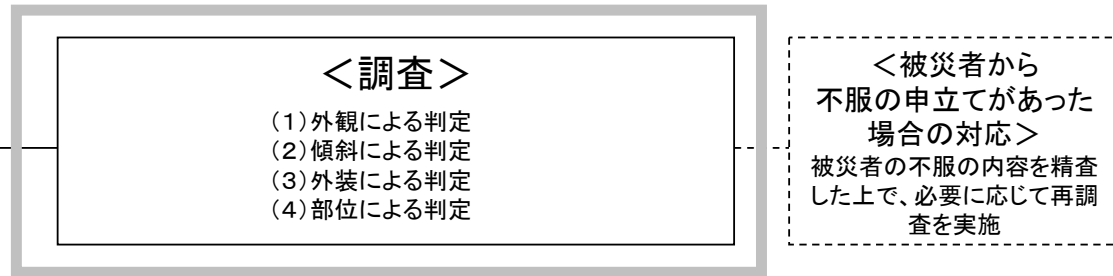 ＜調査＞
（１）外観による判定
（２）傾斜による判定
（３）外装による判定
（４）部位による判定
＜被災者から
不服の申立てがあった
場合の対応＞
被災者の不服の内容を精査
した上で、必要に応じて再調
査を実施